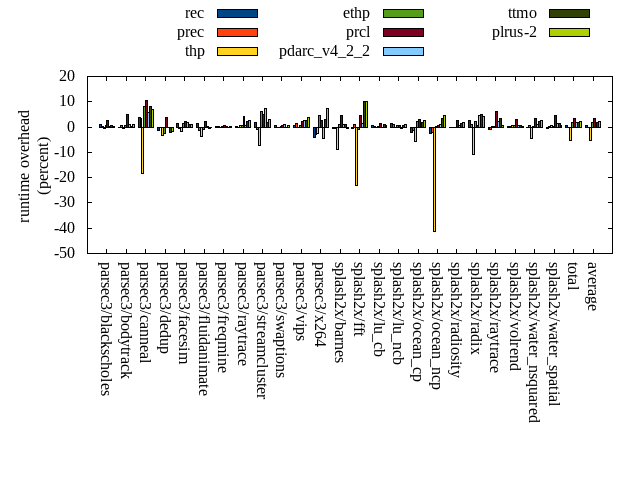 rec
prec
thp
ethp
prcl
pdarc_v4_2_2
ttmo
plrus-2
runtime overhead
(percent)
20
10
0
-10
-20
-30
-40
-50
parsec3/blackscholes
parsec3/bodytrack
parsec3/canneal
parsec3/dedup
parsec3/facesim
parsec3/fluidanimate
parsec3/freqmine
parsec3/raytrace
parsec3/streamcluster
parsec3/swaptions
parsec3/vips
parsec3/x264
splash2x/barnes
splash2x/fft
splash2x/lu_cb
splash2x/lu_ncb
splash2x/ocean_cp
splash2x/ocean_ncp
splash2x/radiosity
splash2x/radix
splash2x/raytrace
splash2x/volrend
splash2x/water_nsquared
splash2x/water_spatial
total
average